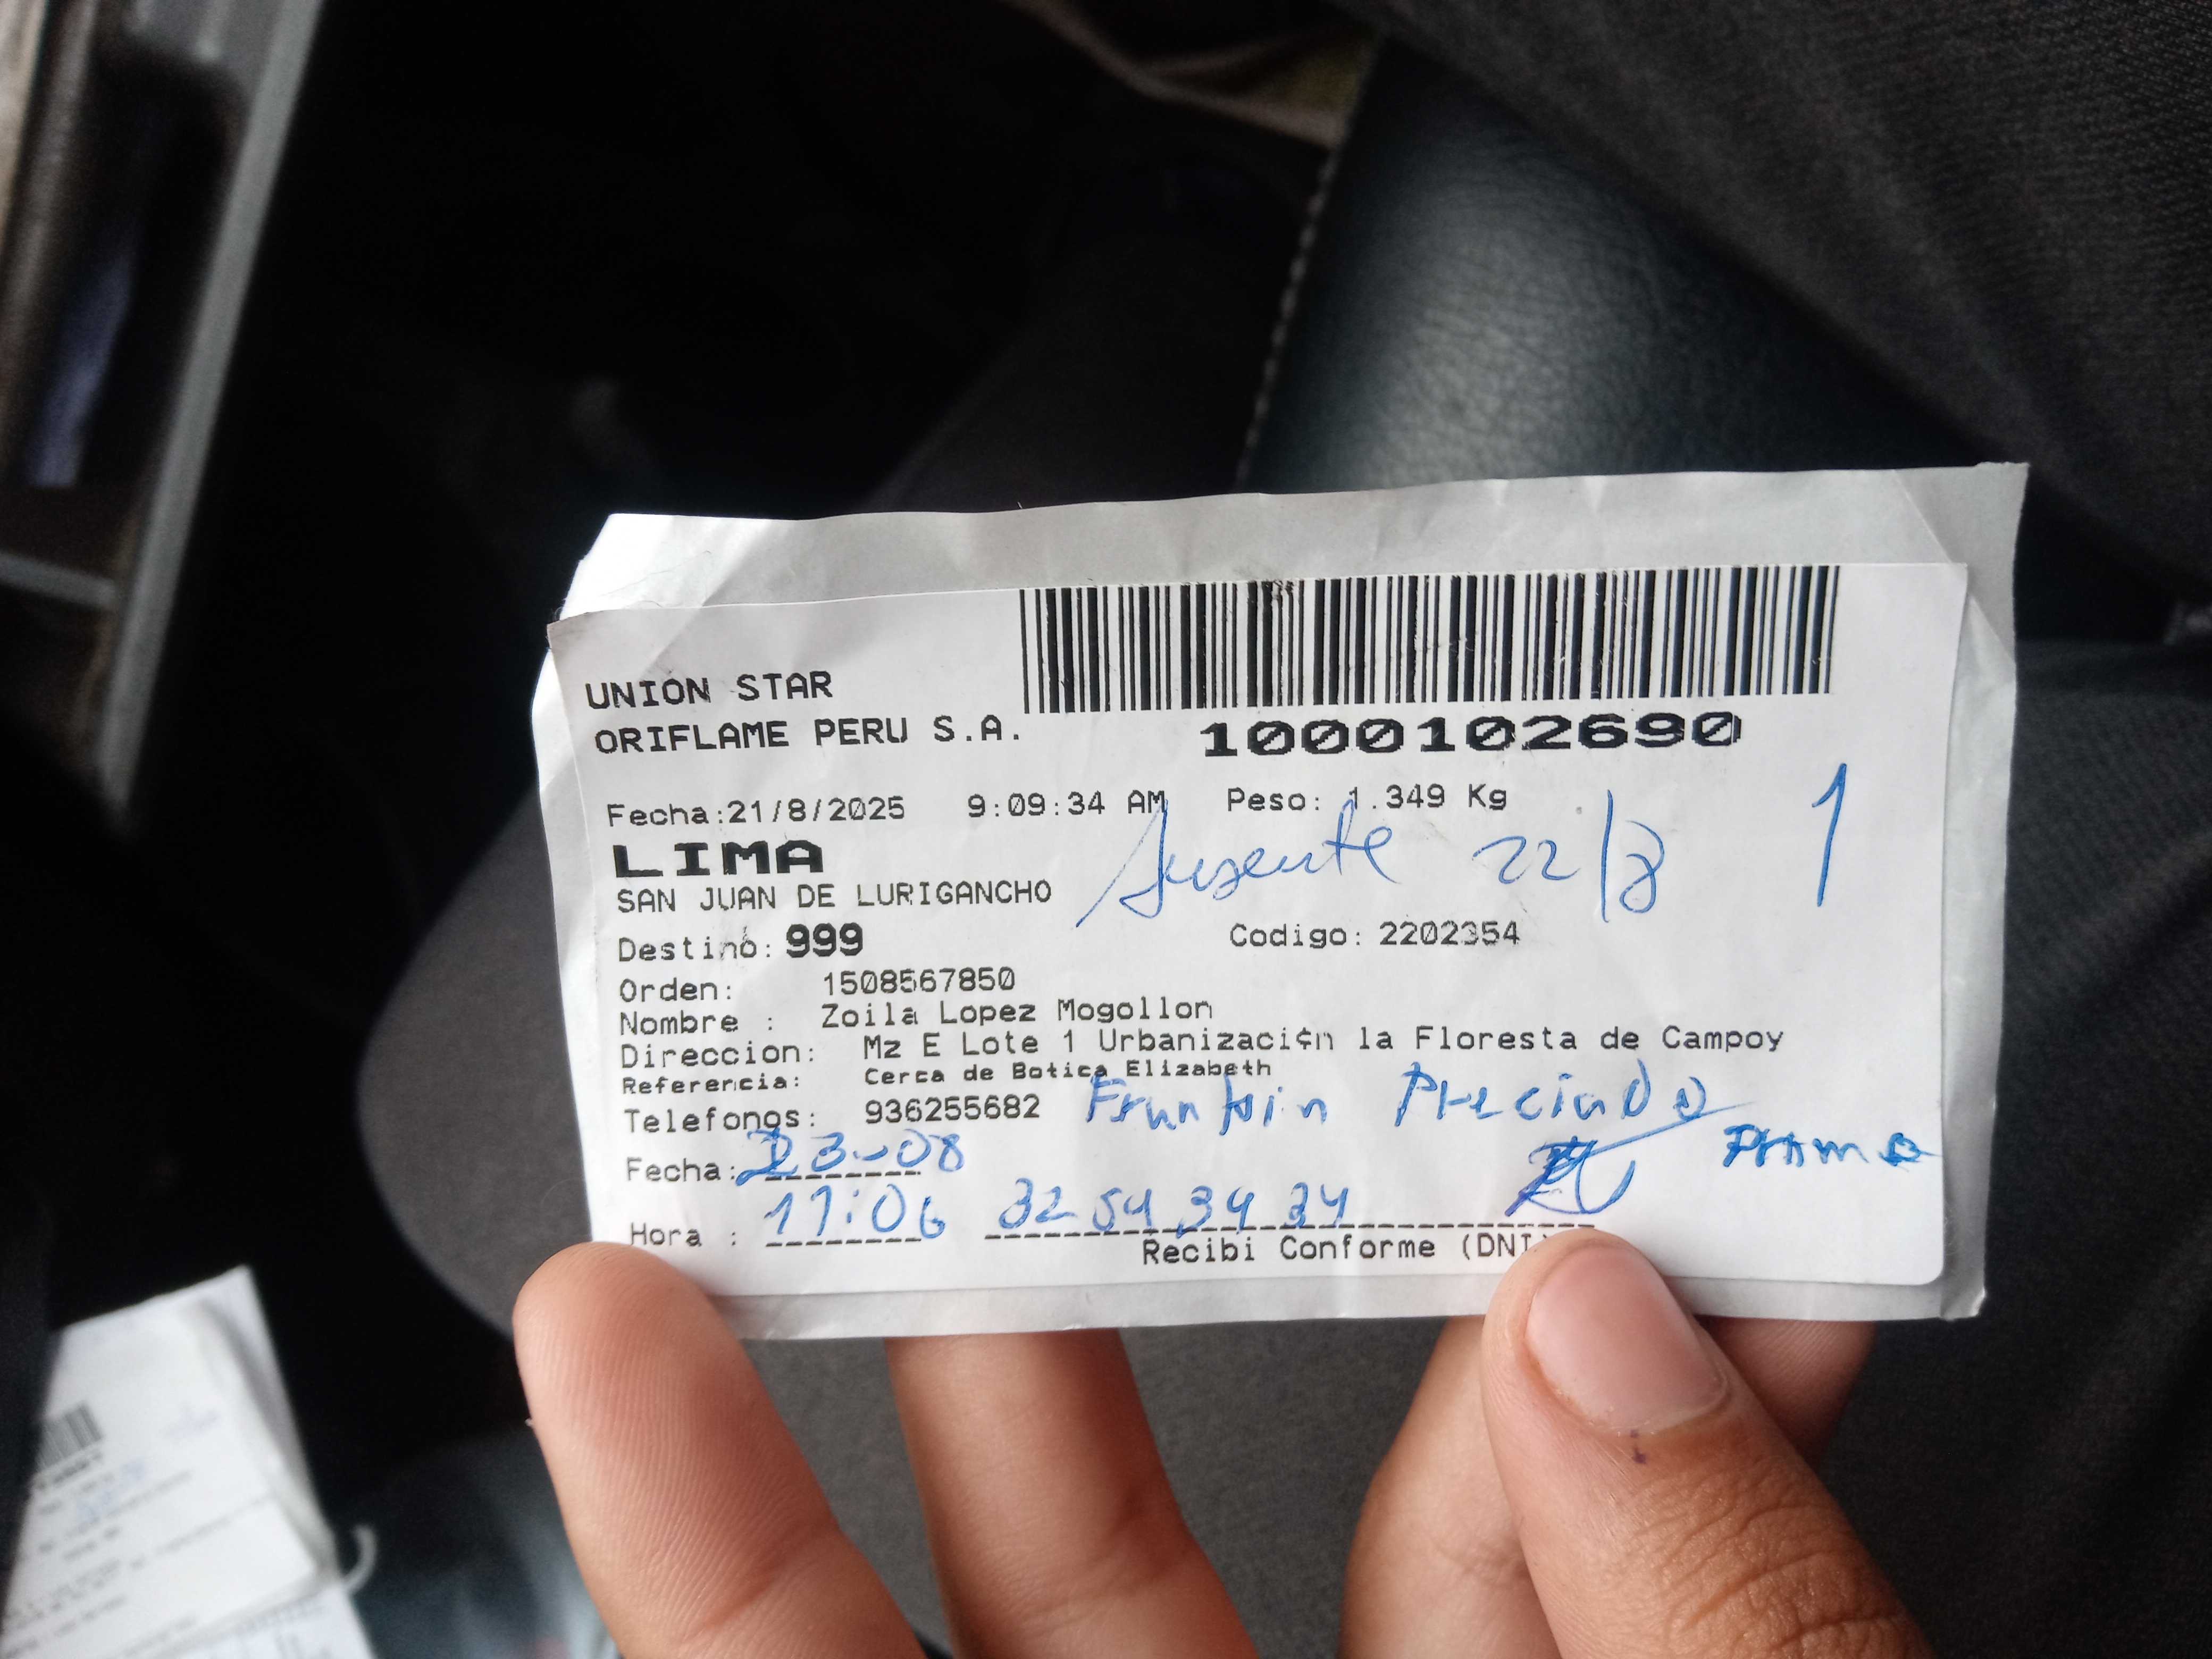 UNION STAR
ORIFLAME PERU S.A.
1000102690
Fecha:21/8/2025 9:09:34 AM Peso: 1.349 Kg
LIMA
Ausente 22/8 1
SAN JUAN DE LURIGANCHO
Destino: 999 Codigo: 2202354
Orden: 1508567850
Nombre : Zoila Lopez Mogollon
Direccion: Mz E Lote 1 Urbanizaci¢n la Floresta de Campoy
Referencia: Cerca de Botica Elizabeth
Telefonos: 936255682 Preciado
Fecha: 23-08
Hora : 17:06
Recibi Conforme (DNI